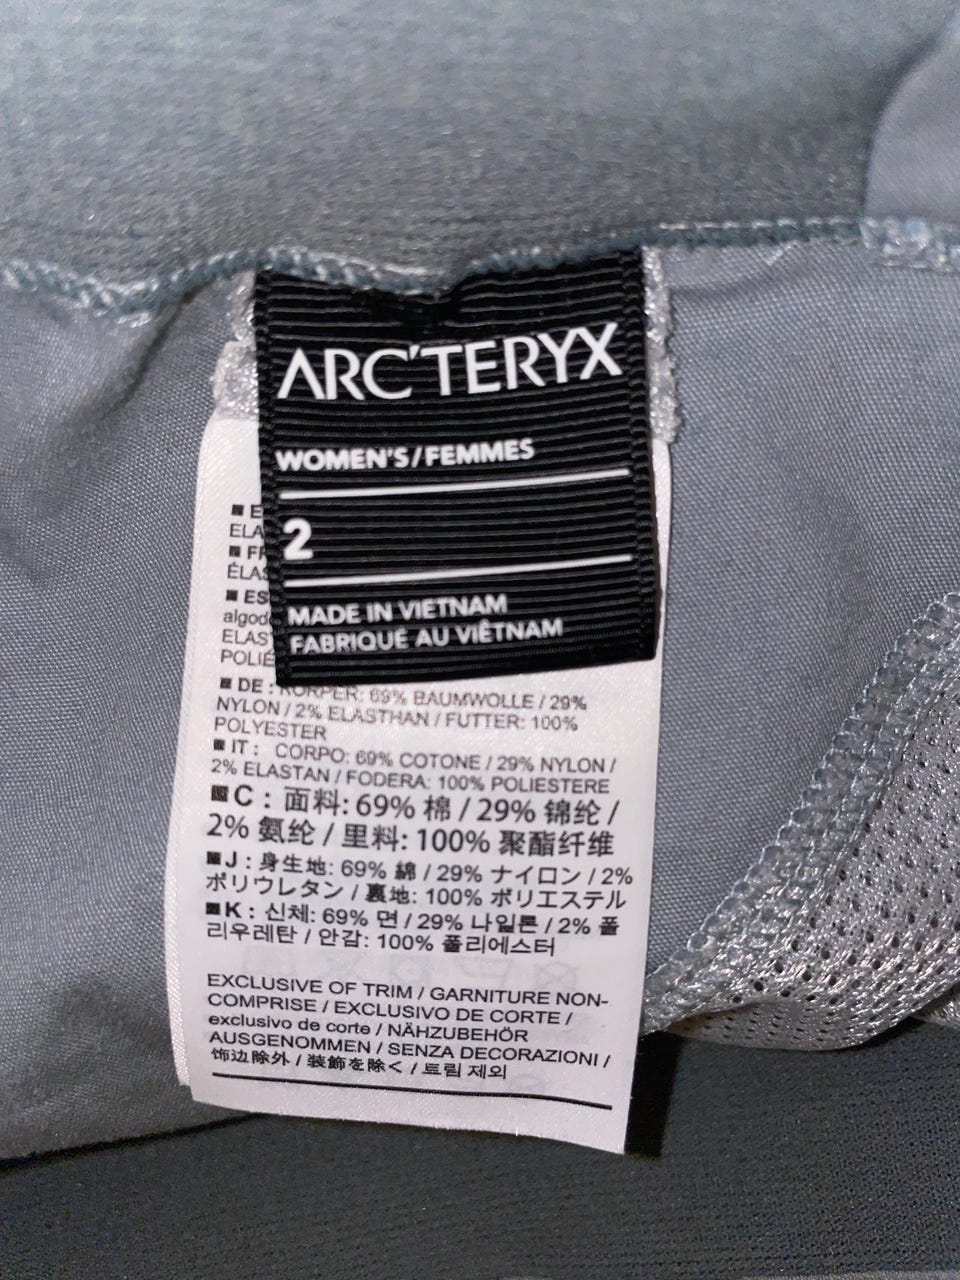 ARC'TERYX
WOMEN'S/FEMMES
2
MADE IN VIETNAM
FABRIQUÉ AU VIÊTNAM
DE: KÖRPER: 69% BAUMWOLLE / 29%
NYLON / 2% ELASTHAN / FUTTER: 100%
POLYESTER
IT: CORPO: 69% COTONE / 29% NYLON /
2% ELASTAN / FODERA: 100% POLIESTERE
C: 面料: 69% 棉 / 29% 锦纶 /
2% 氨纶 / 里料: 100% 聚酯纤维
J: 身生地: 69% 綿 / 29% ナイロン / 2%
ポリウレタン / 裏地: 100% ポリエステル
K: 신체: 69% 면 / 29% 나일론 / 2% 폴
리우레탄 / 안감: 100% 폴리에스터
EXCLUSIVE OF TRIM / GARNITURE NON-
COMPRISE / EXCLUSIVO DE CORTE /
exclusivo de corte / NÄHZUBEHÖR
AUSGENOMMEN / SENZA DECORAZIONI /
饰边除外 / 装飾を除く / 트림 제외